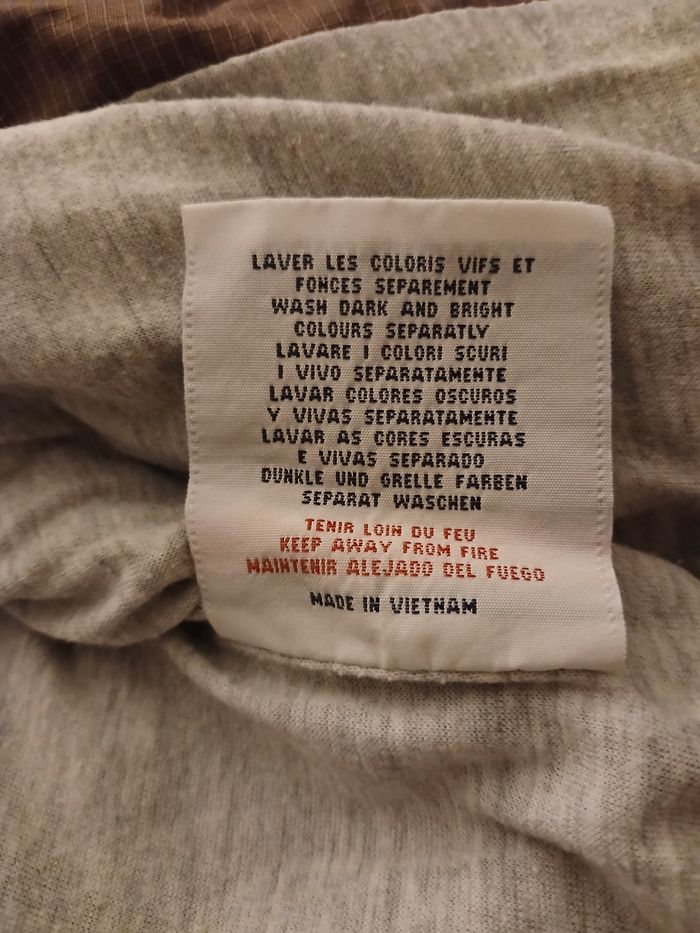 LAVER LES COLORIS VIFS ET
FONCES SEPAREMENT
WASH DARK AND BRIGHT
COLOURS SEPARATLY
LAVARE I COLORI SCURI
I VIVO SEPARATAMENTE
LAVAR COLORES OSCUROS
Y VIVAS SEPARATAMENTE
LAVAR AS CORES ESCURAS
E VIVAS SEPARADO
DUNKLE UND GRELLE FARBEN
SEPARAT WASCHEN
TENIR LOIN DU FEU
KEEP AWAY FROM FIRE
MAINTENIR ALEJADO DEL FUEGO
MADE IN VIETNAM